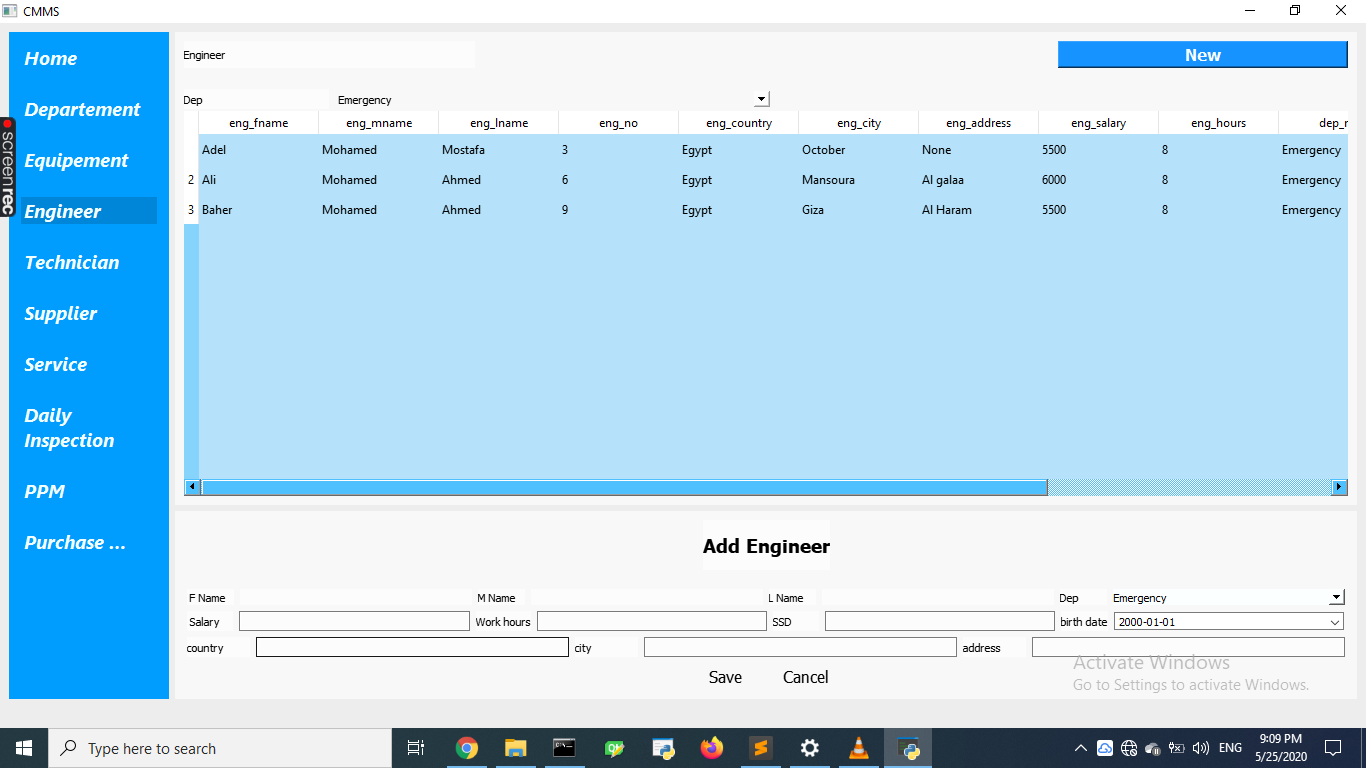 CMMS
Home
Departement
Equipement
Engineer
Technician
Supplier
Service
Daily
Inspection
PPM
Purchase ...
screenrec
Engineer
New
Dep Emergency
eng_fname eng_mname eng_lname eng_no eng_country eng_city eng_address eng_salary eng_hours
Adel Mohamed Mostafa 3 Egypt October None 5500 8 Emergency
2 Ali Mohamed Ahmed 6 Egypt Mansoura Al galaa 6000 8 Emergency
3 Baher Mohamed Ahmed 9 Egypt Giza Al Haram 5500 8 Emergency
Add Engineer
F Name M Name L Name Dep Emergency
Salary Work hours SSD birth date 2000-01-01
country city address
Save Cancel
Activate Windows
Go to Settings to activate Windows.
Type here to search
ENG
9:09 PM
5/25/2020